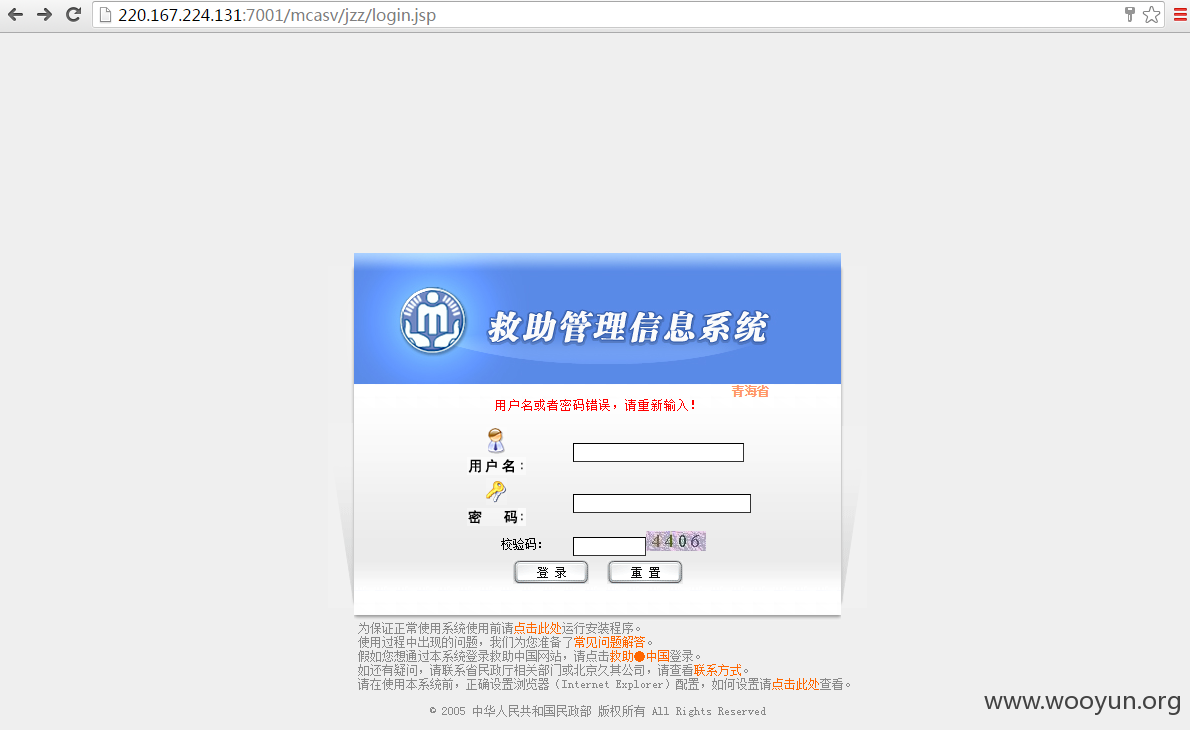 220.167.224.131:7001/mcasv/jzz/login.jsp
救助管理信息系统
青海省
用户名或者密码错误，请重新输入！
用户名：
密 码：
校验码： 4406
登 录 重 置
为保证正常使用系统使用前请点击此处运行安装程序。
使用过程中出现的问题，我们为您准备了常见问题解答。
假如您想通过本系统登录救助中国网站，请点击救助●中国登录。
如还有疑问，请联系省民政厅相关部门或北京久其公司，请查看联系方式。
请在使用本系统前，正确设置浏览器（Internet Explorer）配置，如何设置请点击此处查看。
© 2005 中华人民共和国民政部 版权所有 All Rights Reserved
www.wooyun.org